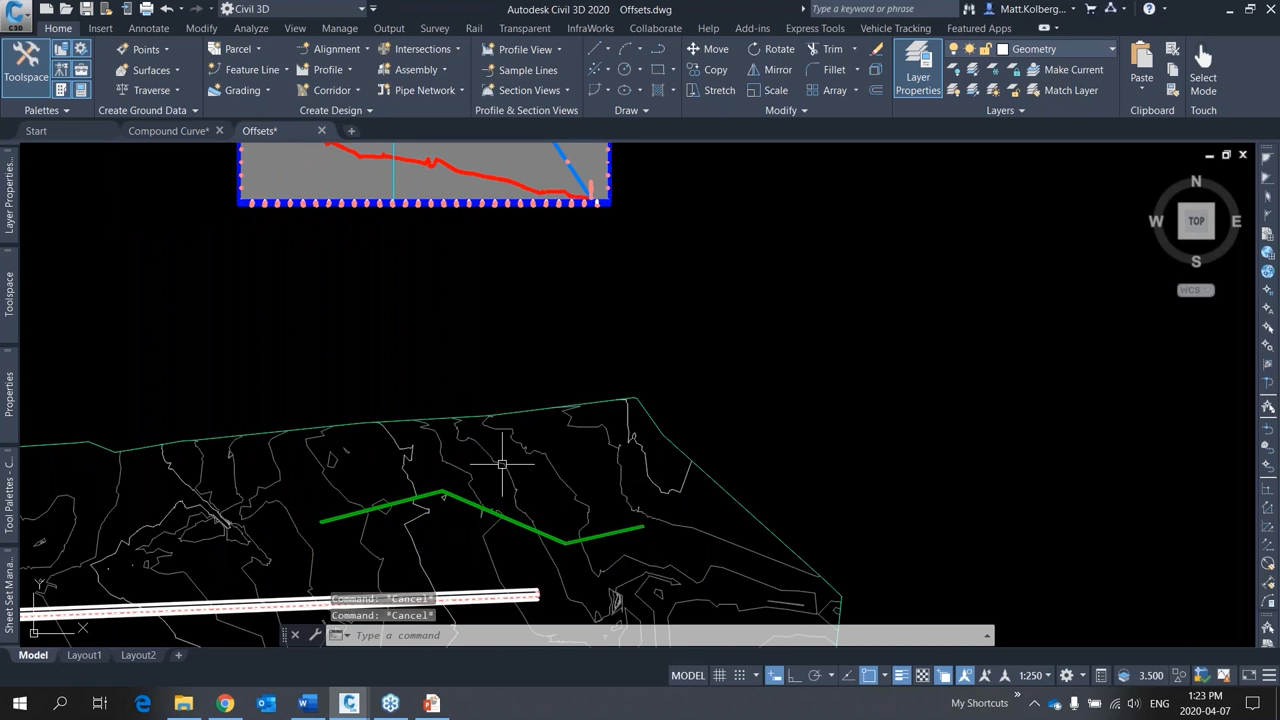 Civil 3D
Autodesk Civil 3D 2020 Offsets.dwg
Type a keyword or phrase
Matt.Kolberg...
C3D
Home Insert Annotate Modify Analyze View Manage Output Survey Rail Transparent InfraWorks Collaborate Help Add-ins Express Tools Vehicle Tracking Featured Apps
Toolspace
Palettes
Points
Surfaces
Traverse
Create Ground Data
Parcel
Feature Line
Grading
Alignment
Profile
Corridor
Intersections
Assembly
Pipe Network
Create Design
Profile View
Sample Lines
Section Views
Profile & Section Views
Draw
Move Rotate Trim
Copy Mirror Fillet
Stretch Scale Array
Modify
Layer
Properties
Geometry
Make Current
Match Layer
Layers
Paste
Clipboard
Select
Mode
Touch
Start Compound Curve* Offsets*
Layer Properties...
Toolspace
Properties
Tool Palettes - C...
Sheet Set Mana...
N
W TOP E
S
WCS
Y
X
Command: *Cancel*
Command: *Cancel*
Type a command
Model Layout1 Layout2
MODEL
1:250
3.500
My Shortcuts
ENG
1:23 PM
2020-04-07